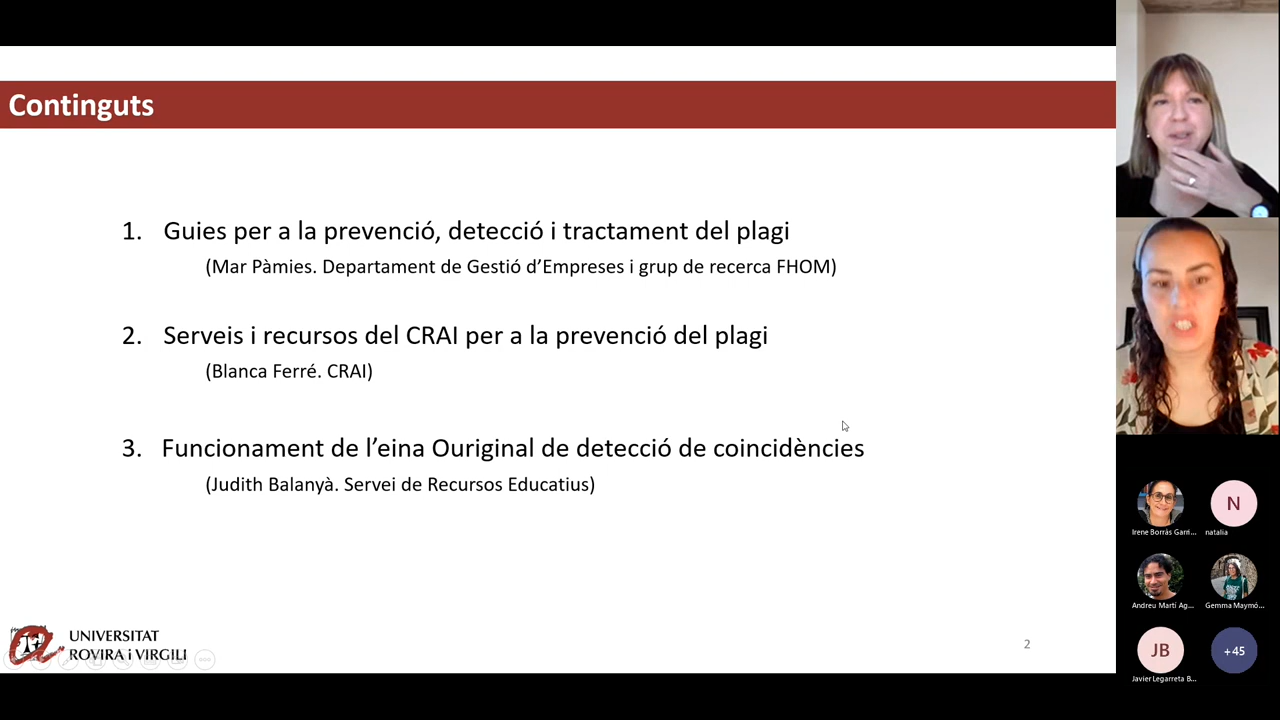 Continguts
1. Guies per a la prevenció, detecció i tractament del plagi
(Mar Pàmies. Departament de Gestió d'Empreses i grup de recerca FHOM)
2. Serveis i recursos del CRAI per a la prevenció del plagi
(Blanca Ferré. CRAI)
3. Funcionament de l'eina Ouriginal de detecció de coincidències
(Judith Balanyà. Servei de Recursos Educatius)
UNIVERSITAT
ROVIRA i VIRGILI
2
N
Irene Borràs Garri... natalia
Andreu Martí Ag... Gemma Maymó...
JB +45
Javier Legarreta B...